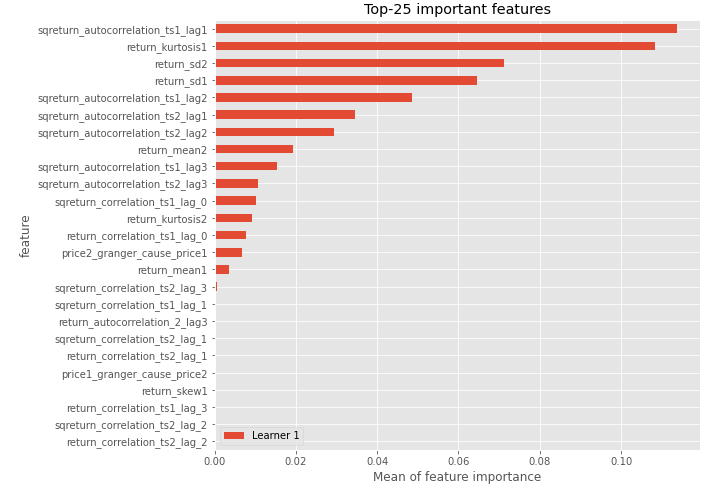 Top-25 important features
sqreturn_autocorrelation_ts1_lag1
return_kurtosis1
return_sd2
return_sd1
sqreturn_autocorrelation_ts1_lag2
sqreturn_autocorrelation_ts2_lag1
sqreturn_autocorrelation_ts2_lag2
return_mean2
sqreturn_autocorrelation_ts1_lag3
sqreturn_autocorrelation_ts2_lag3
sqreturn_correlation_ts1_lag_0
return_kurtosis2
return_correlation_ts1_lag_0
price2_granger_cause_price1
return_mean1
sqreturn_correlation_ts2_lag_3
sqreturn_correlation_ts1_lag_1
return_autocorrelation_2_lag3
sqreturn_correlation_ts2_lag_1
return_correlation_ts2_lag_1
price1_granger_cause_price2
return_skew1
return_correlation_ts1_lag_3
sqreturn_correlation_ts2_lag_2
return_correlation_ts2_lag_2
feature
Learner 1
0.00 0.02 0.04 0.06 0.08 0.10
Mean of feature importance